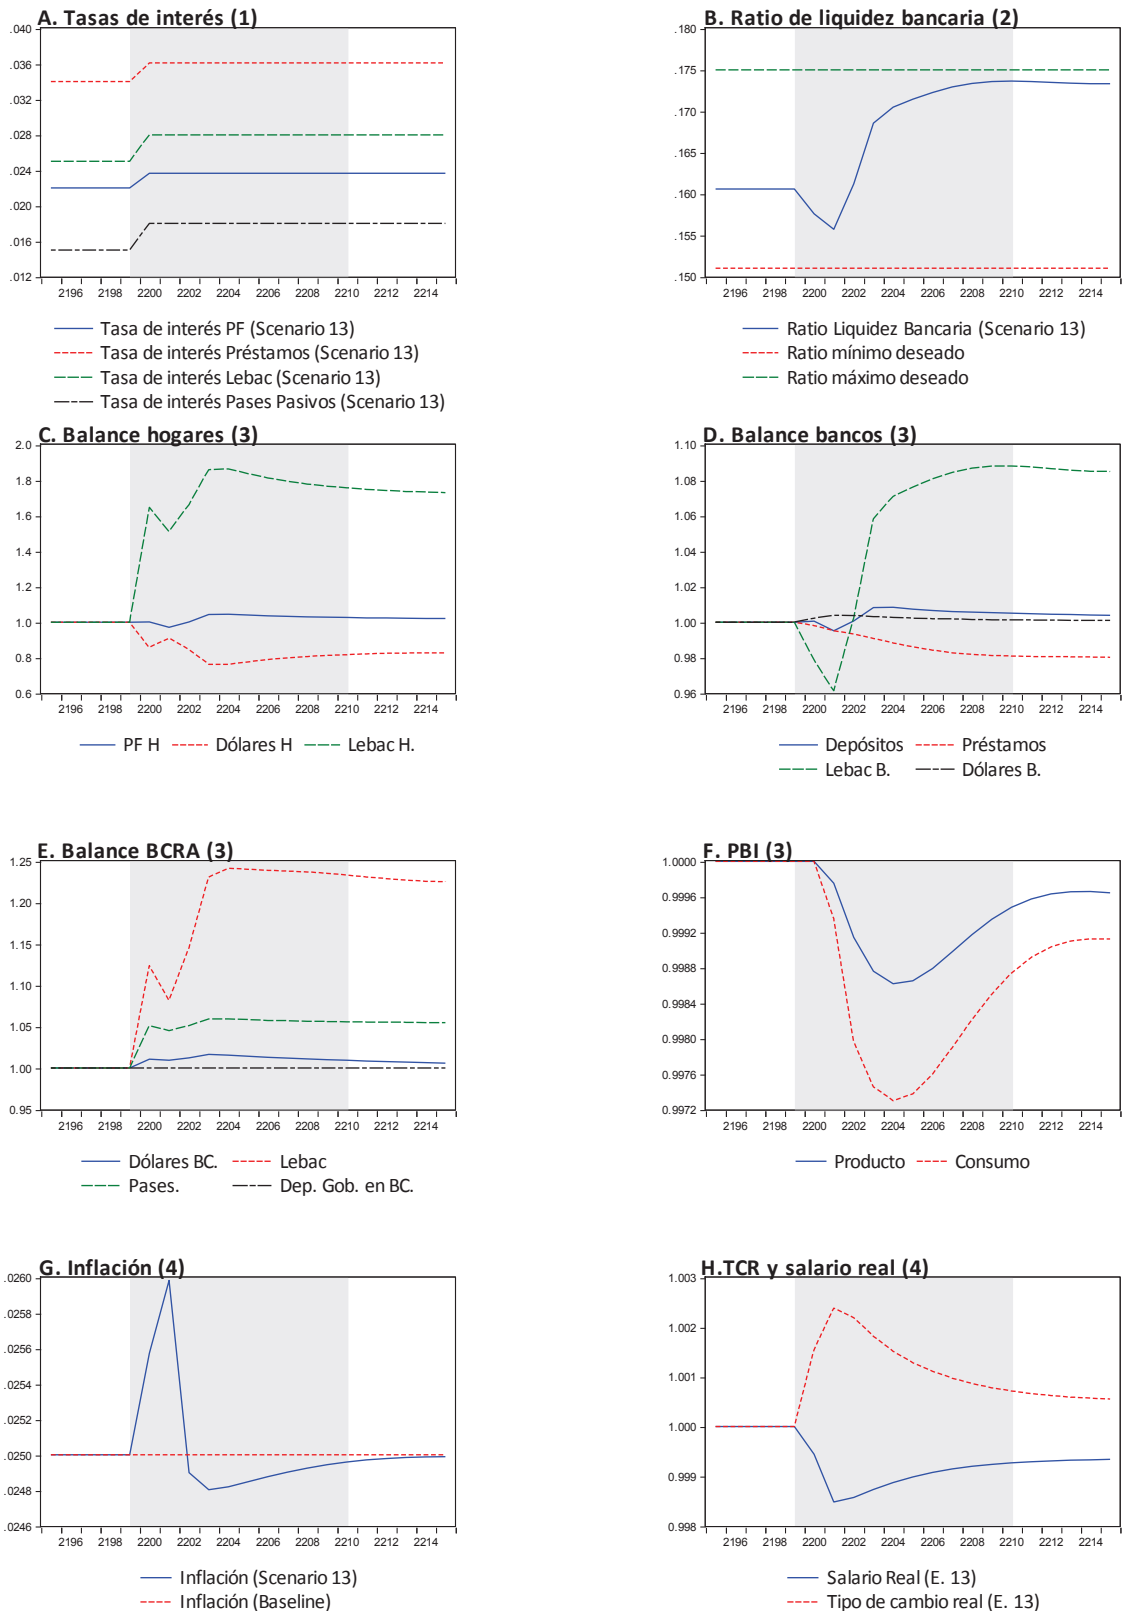 A. Tasas de interés (1)
.040
.036
.032
.028
.024
.020
.016
.012
2196 2198 2200 2202 2204 2206 2208 2210 2212 2214
Tasa de interés PF (Scenario 13)
Tasa de interés Préstamos (Scenario 13)
Tasa de interés Lebac (Scenario 13)
Tasa de interés Pases Pasivos (Scenario 13)
B. Ratio de liquidez bancaria (2)
.180
.175
.170
.165
.160
.155
.150
2196 2198 2200 2202 2204 2206 2208 2210 2212 2214
Ratio Liquidez Bancaria (Scenario 13)
Ratio mínimo deseado
Ratio máximo deseado
C. Balance hogares (3)
2.0
1.8
1.6
1.4
1.2
1.0
0.8
0.6
2196 2198 2200 2202 2204 2206 2208 2210 2212 2214
PF H Dólares H Lebac H.
D. Balance bancos (3)
1.10
1.08
1.06
1.04
1.02
1.00
0.98
0.96
2196 2198 2200 2202 2204 2206 2208 2210 2212 2214
Depósitos Préstamos
Lebac B. Dólares B.
E. Balance BCRA (3)
1.25
1.20
1.15
1.10
1.05
1.00
0.95
2196 2198 2200 2202 2204 2206 2208 2210 2212 2214
Dólares BC. Lebac
Pases. Dep. Gob. en BC.
F. PBI (3)
1.0000
0.9996
0.9992
0.9988
0.9984
0.9980
0.9976
0.9972
2196 2198 2200 2202 2204 2206 2208 2210 2212 2214
Producto Consumo
G. Inflación (4)
.0260
.0258
.0256
.0254
.0252
.0250
.0248
.0246
2196 2198 2200 2202 2204 2206 2208 2210 2212 2214
Inflación (Scenario 13)
Inflación (Baseline)
H.TCR y salario real (4)
1.003
1.002
1.001
1.000
0.999
0.998
2196 2198 2200 2202 2204 2206 2208 2210 2212 2214
Salario Real (E. 13)
Tipo de cambio real (E. 13)